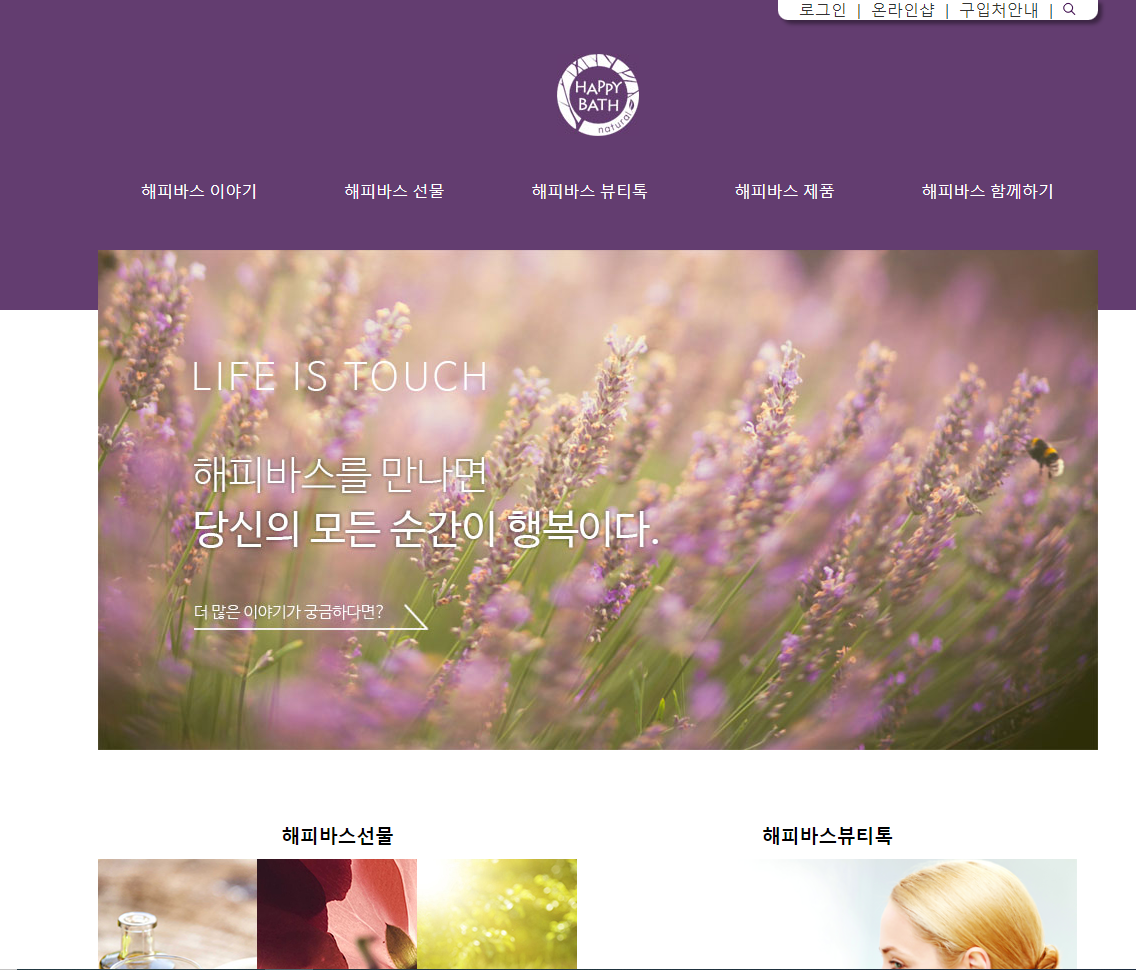 로그인 | 온라인샵 | 구입처안내 |
HAPPY
BATH
natural
해피바스 이야기 해피바스 선물 해피바스 뷰티톡 해피바스 제품 해피바스 함께하기
LIFE IS TOUCH
해피바스를 만나면
당신의 모든 순간이 행복이다.
더 많은 이야기가 궁금하다면?
해피바스선물 해피바스뷰티톡